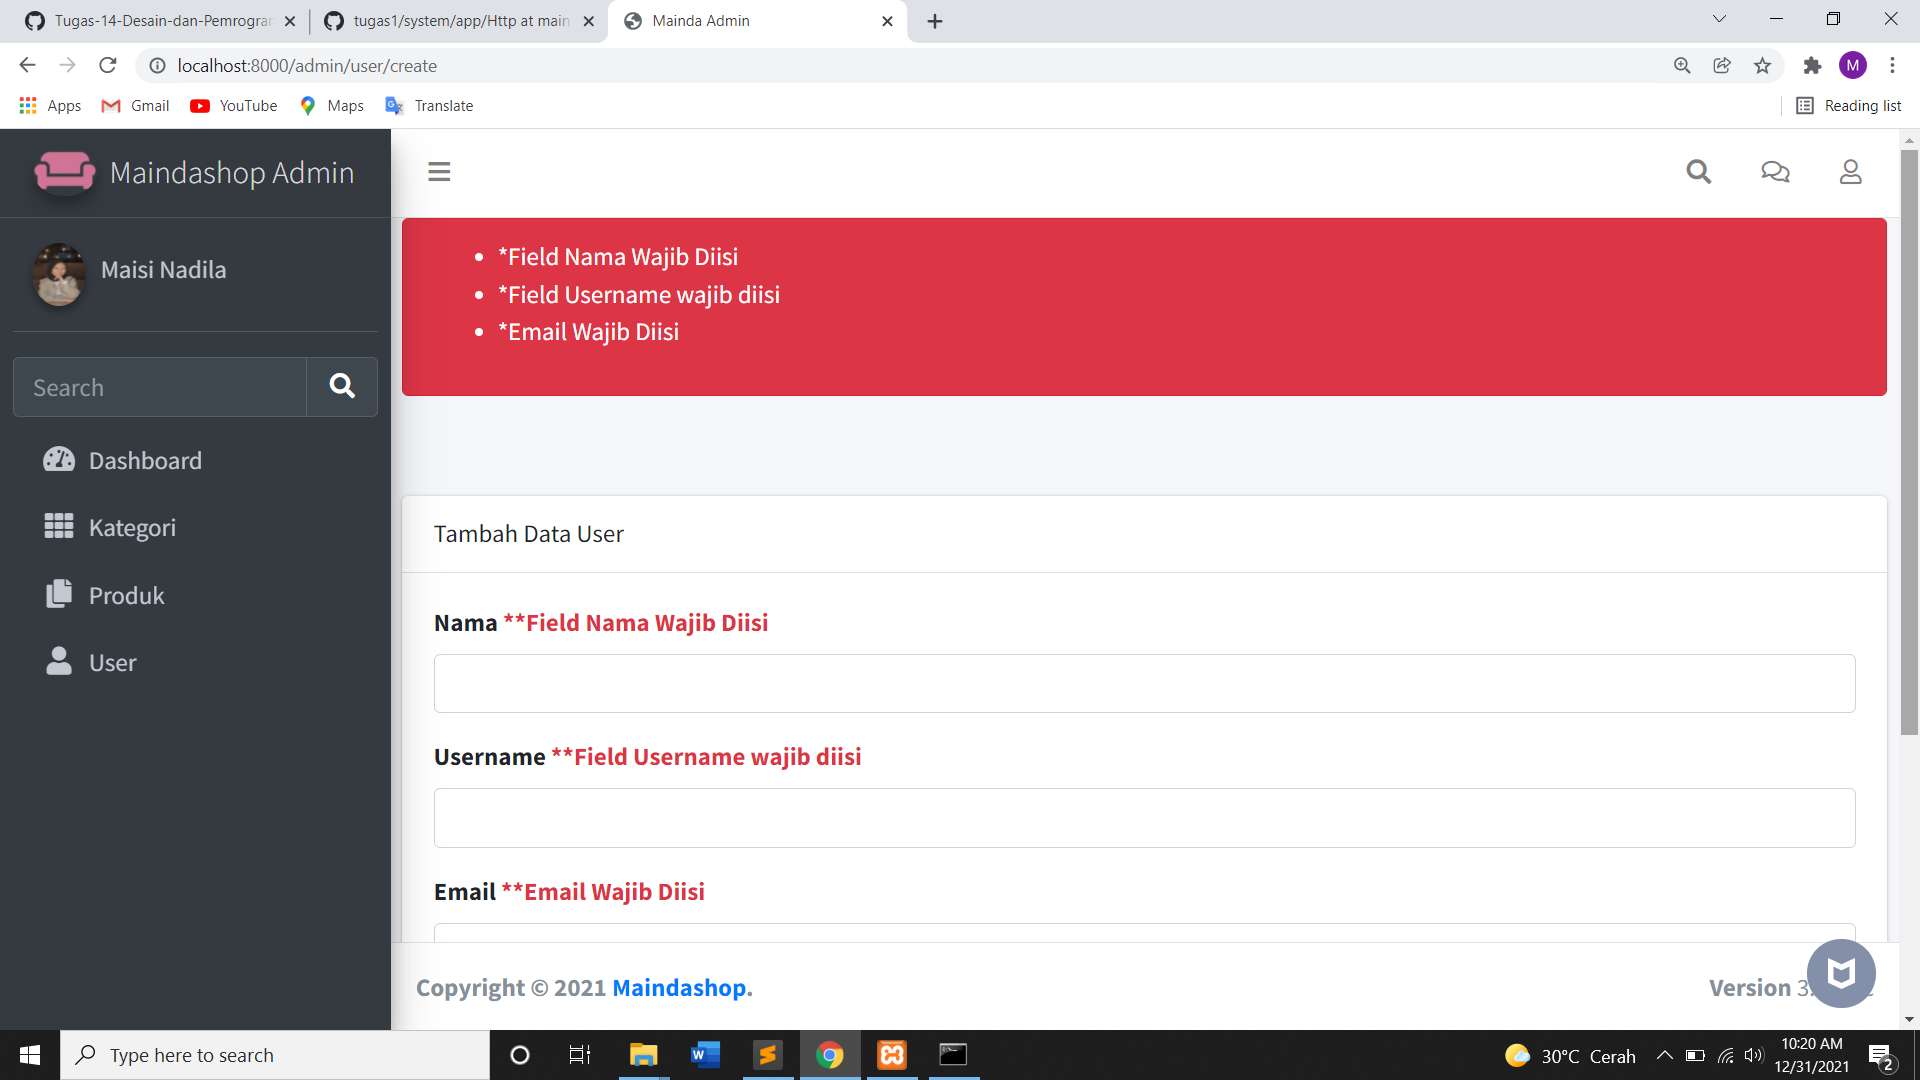 Tugas-14-Desain-dan-Pemrogra
tugas1/system/app/Http at main
Mainda Admin
localhost:8000/admin/user/create
M
Apps
Gmail
YouTube
Maps
Translate
Reading list
Maindashop Admin
Maisi Nadila
Search
Dashboard
Kategori
Produk
User
*Field Nama Wajib Diisi
*Field Username wajib diisi
*Email Wajib Diisi
Tambah Data User
Nama **Field Nama Wajib Diisi
Username **Field Username wajib diisi
Email **Email Wajib Diisi
Copyright © 2021 Maindashop.
Version 3.
Type here to search
30°C Cerah
10:20 AM
12/31/2021
2